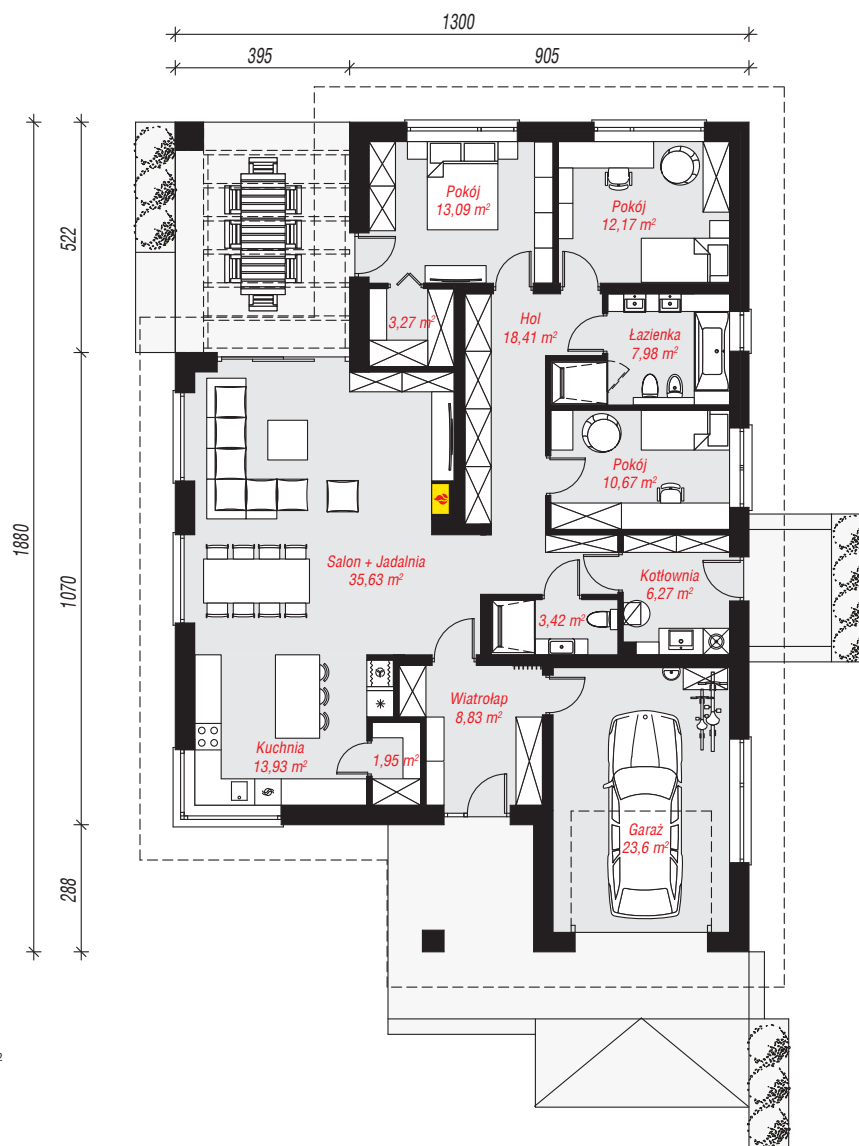 1300
395
905
522
1070
1880
288
Pokój
13,09 m²
Pokój
12,17 m²
3,27 m²
Hol
18,41 m²
Łazienka
7,98 m²
Pokój
10,67 m²
Salon + Jadalnia
35,63 m²
Kotłownia
6,27 m²
3,42 m²
Wiatrołap
8,83 m²
Kuchnia
13,93 m²
1,95 m²
Garaż
23,6 m²
2